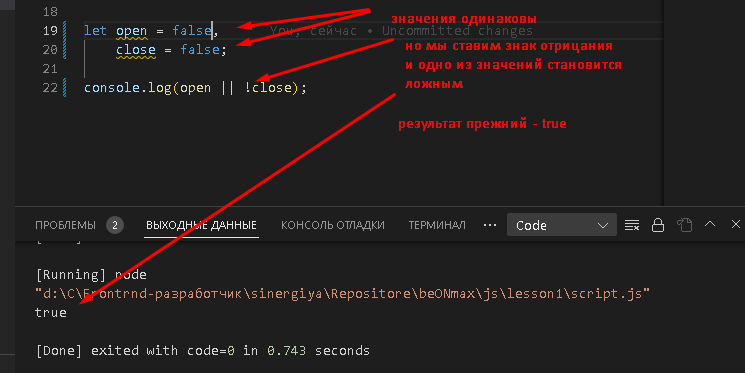 18
19 let open = false, You, сейчас • Uncommitted changes
значения одинаковы
20 close = false;
но мы ставим знак отрицания
и одно из значений становится
ложным
21
22 console.log(open || !close);
результат прежний - true
ПРОБЛЕМЫ 2 ВЫХОДНЫЕ ДАННЫЕ КОНСОЛЬ ОТЛАДКИ ТЕРМИНАЛ ··· Code
[Running] node
"d:\C\Frontrnd-разработчик\sinergiya\Repositore\beONmax\js\lesson1\script.js"
true
[Done] exited with code=0 in 0.743 seconds